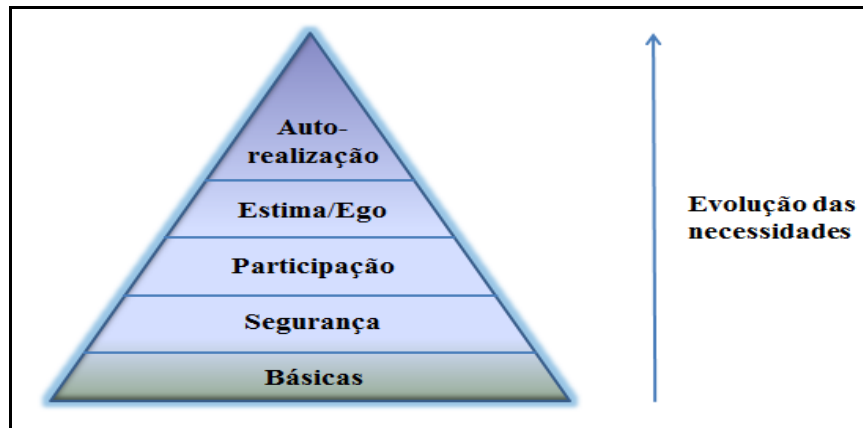 Auto-
realização
Estima/Ego
Participação
Segurança
Básicas
Evolução das
necessidades